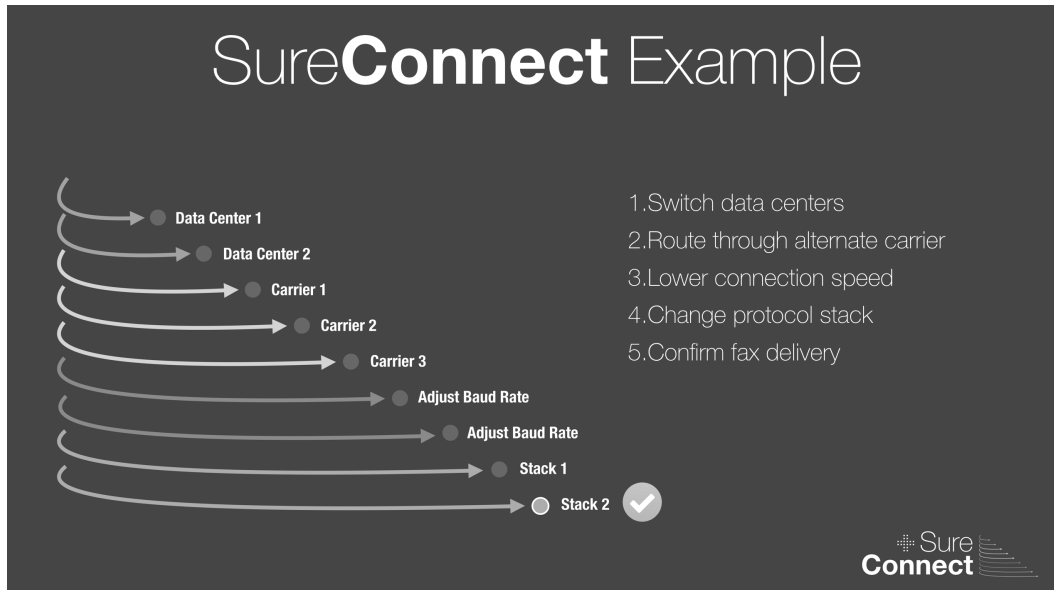 SureConnect Example
Data Center 1
Data Center 2
Carrier 1
Carrier 2
Carrier 3
Adjust Baud Rate
Adjust Baud Rate
Stack 1
Stack 2
1.Switch data centers
2.Route through alternate carrier
3.Lower connection speed
4.Change protocol stack
5.Confirm fax delivery
Sure
Connect